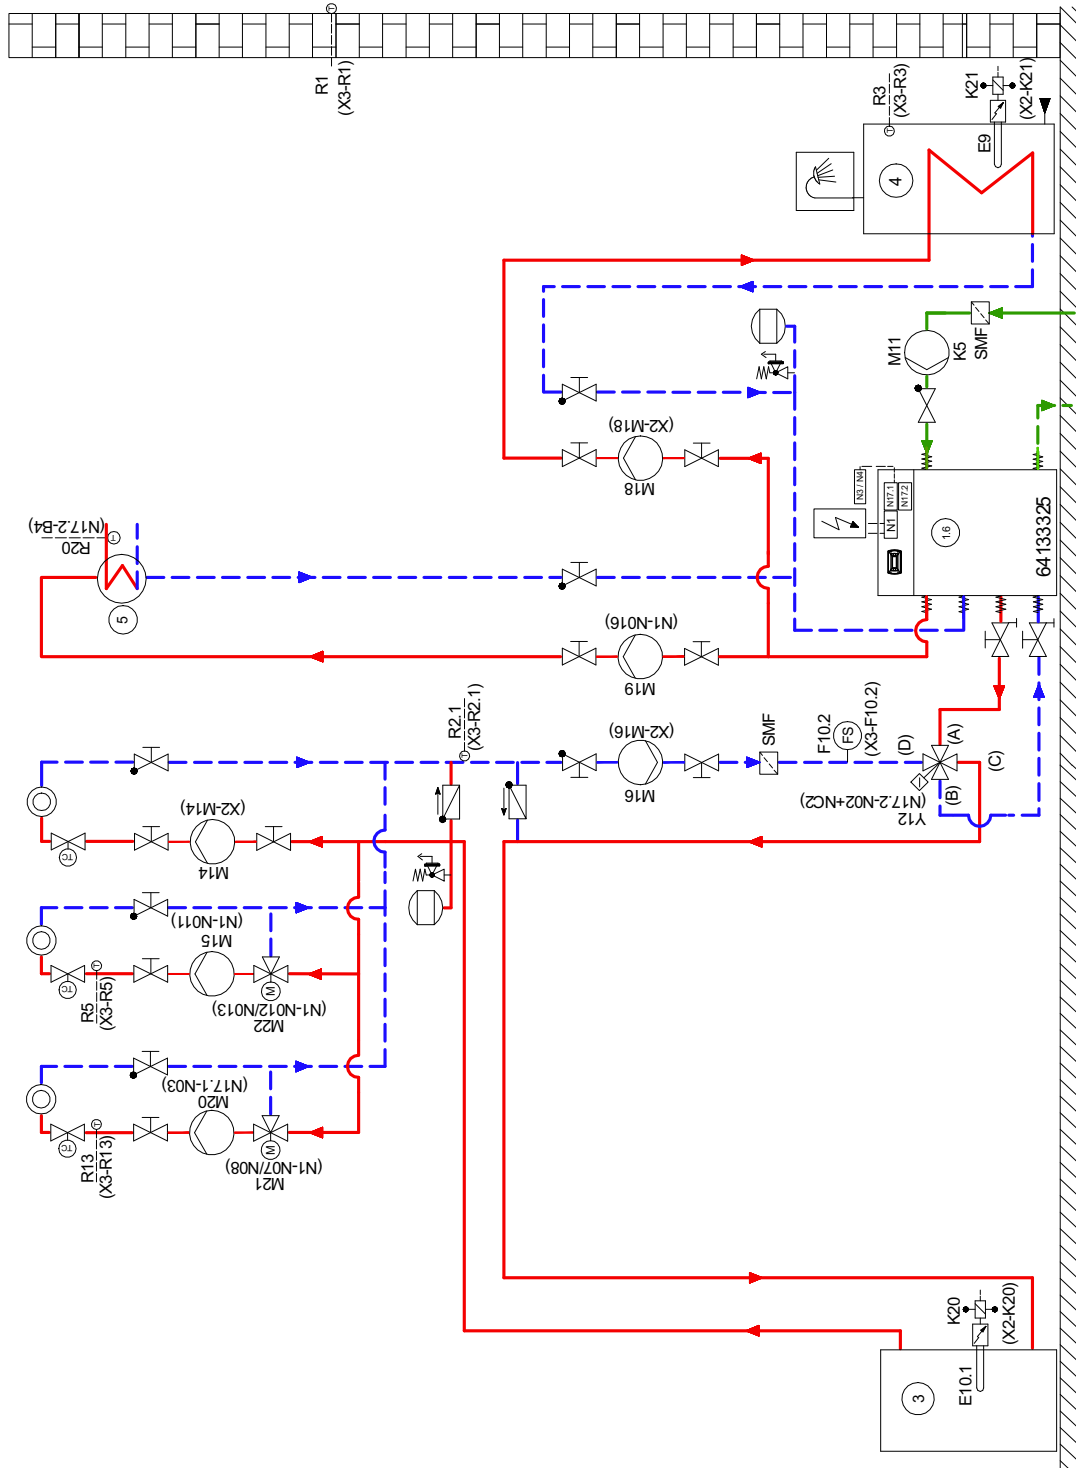 R1
(X3-R1)
T
R3
(X3-R3)
T
K21
(X2-K21)
E9
4
M11
K5
SMF
N3 / N4
N17.1
N17.2
N1
1.6
64133325
M18
(X2-M18)
R20
(N17.2-B4)
T
5
M19
(N1-N016)
R2.1
(X3-R2.1)
T
M16
(X2-M16)
SMF
F10.2
(X3-F10.2)
FS
(D)
(A)
(B)
(C)
Y12
(N17.2-N02+NC2)
TC
M14
(X2-M14)
TC
T
R5
(X3-R5)
M15
(N1-N011)
M
M22
(N1-N012/N013)
TC
T
R13
(X3-R13)
M20
(N17.1-N03)
M
M21
(N1-N07/N08)
3
E10.1
K20
(X2-K20)